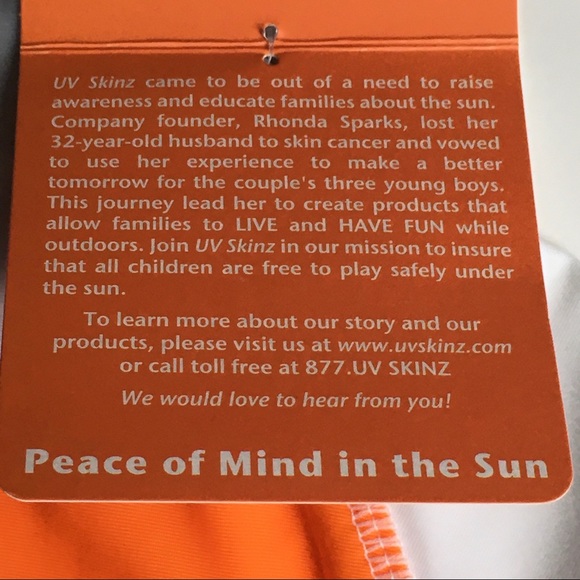 UV Skinz came to be out of a need to raise
awareness and educate families about the sun.
Company founder, Rhonda Sparks, lost her
32-year-old husband to skin cancer and vowed
to use her experience to make a better
tomorrow for the couple's three young boys.
This journey lead her to create products that
allow families to LIVE and HAVE FUN while
outdoors. Join UV Skinz in our mission to insure
that all children are free to play safely under
the sun.
To learn more about our story and our
products, please visit us at www.uvskinz.com
or call toll free at 877.UV SKINZ
We would love to hear from you!
Peace of Mind in the Sun